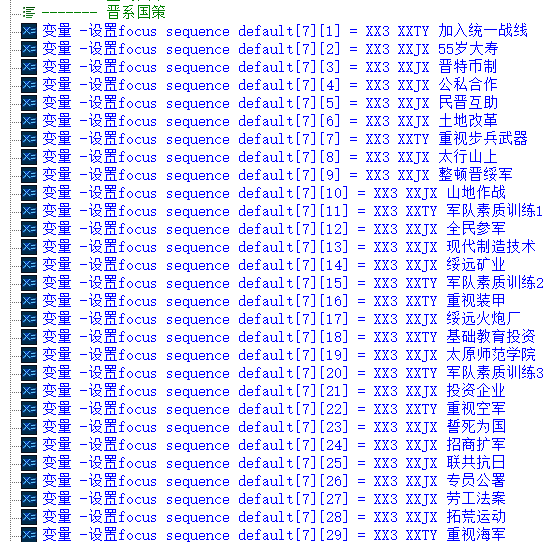 ------- 晋系国策
变量 -设置focus sequence default[7][1] = XX3 XXTY 加入统一战线
变量 -设置focus sequence default[7][2] = XX3 XXJX 55岁大寿
变量 -设置focus sequence default[7][3] = XX3 XXJX 晋特币制
变量 -设置focus sequence default[7][4] = XX3 XXJX 公私合作
变量 -设置focus sequence default[7][5] = XX3 XXJX 民晋互助
变量 -设置focus sequence default[7][6] = XX3 XXJX 土地改革
变量 -设置focus sequence default[7][7] = XX3 XXTY 重视步兵武器
变量 -设置focus sequence default[7][8] = XX3 XXJX 太行山上
变量 -设置focus sequence default[7][9] = XX3 XXJX 整顿晋绥军
变量 -设置focus sequence default[7][10] = XX3 XXJX 山地作战
变量 -设置focus sequence default[7][11] = XX3 XXTY 军队素质训练1
变量 -设置focus sequence default[7][12] = XX3 XXJX 全民参军
变量 -设置focus sequence default[7][13] = XX3 XXJX 现代制造技术
变量 -设置focus sequence default[7][14] = XX3 XXJX 绥远矿业
变量 -设置focus sequence default[7][15] = XX3 XXTY 军队素质训练2
变量 -设置focus sequence default[7][16] = XX3 XXTY 重视装甲
变量 -设置focus sequence default[7][17] = XX3 XXJX 绥远火炮厂
变量 -设置focus sequence default[7][18] = XX3 XXTY 基础教育投资
变量 -设置focus sequence default[7][19] = XX3 XXJX 太原师范学院
变量 -设置focus sequence default[7][20] = XX3 XXTY 军队素质训练3
变量 -设置focus sequence default[7][21] = XX3 XXJX 投资企业
变量 -设置focus sequence default[7][22] = XX3 XXTY 重视空军
变量 -设置focus sequence default[7][23] = XX3 XXJX 誓死为国
变量 -设置focus sequence default[7][24] = XX3 XXJX 招商扩军
变量 -设置focus sequence default[7][25] = XX3 XXJX 联共抗日
变量 -设置focus sequence default[7][26] = XX3 XXJX 专员公署
变量 -设置focus sequence default[7][27] = XX3 XXJX 劳工法案
变量 -设置focus sequence default[7][28] = XX3 XXJX 拓荒运动
变量 -设置focus sequence default[7][29] = XX3 XXTY 重视海军